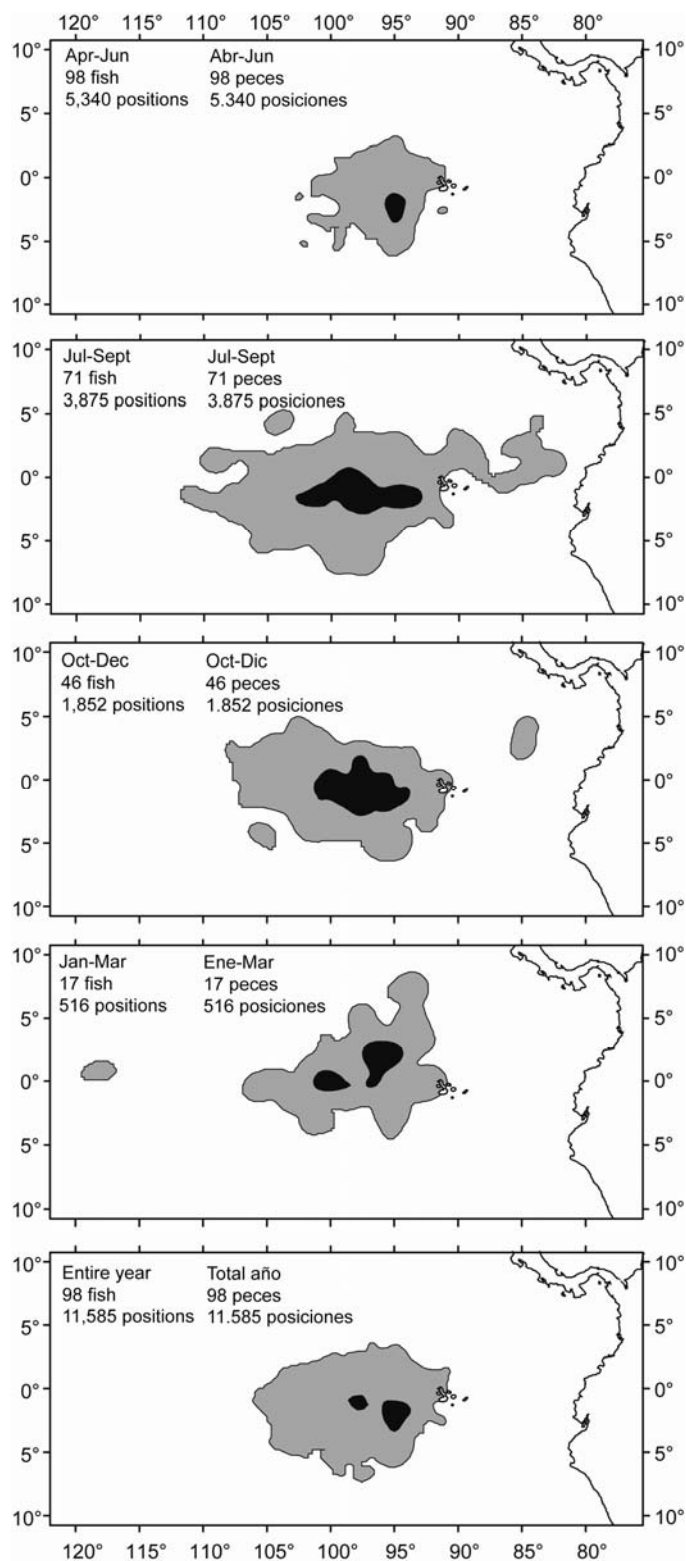 120° 115° 110° 105° 100° 95° 90° 85° 80°
10° 10°
Apr-Jun Abr-Jun
98 fish 98 peces
5,340 positions 5.340 posiciones
5° 5°
0° 0°
5° 5°
10° 10°
Jul-Sept Jul-Sept
10° 10°
71 fish 71 peces
3,875 positions 3.875 posiciones
5° 5°
0° 0°
5° 5°
10° 10°
10° 10°
Oct-Dec Oct-Dic
46 fish 46 peces
1,852 positions 1.852 posiciones
5° 5°
0° 0°
5° 5°
10° 10°
10° 10°
Jan-Mar Ene-Mar
17 fish 17 peces
516 positions 516 posiciones
5° 5°
0° 0°
5° 5°
10° 10°
10° 10°
Entire year Total año
98 fish 98 peces
11,585 positions 11.585 posiciones
5° 5°
0° 0°
5° 5°
10° 10°
120° 115° 110° 105° 100° 95° 90° 85° 80°